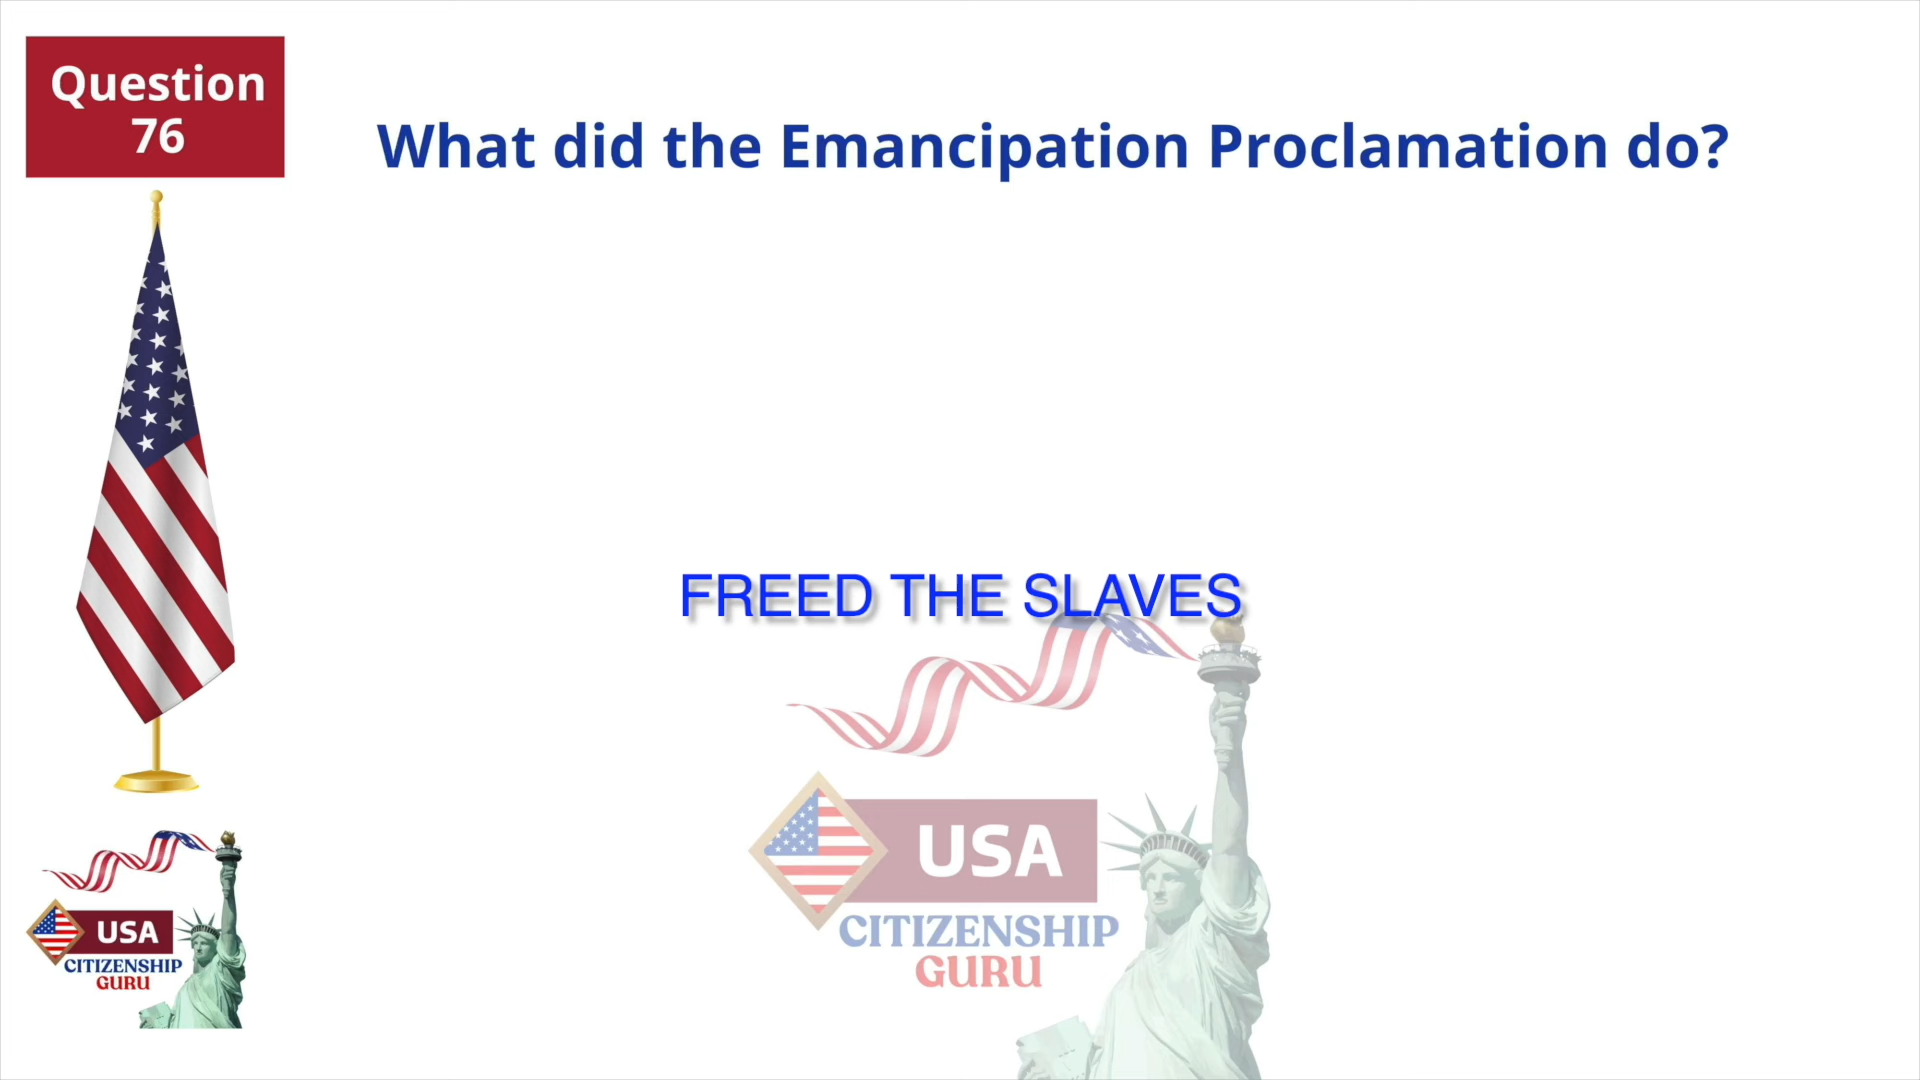 Question
76
What did the Emancipation Proclamation do?
FREED THE SLAVES
USA
CITIZENSHIP
GURU
USA
CITIZENSHIP
GURU